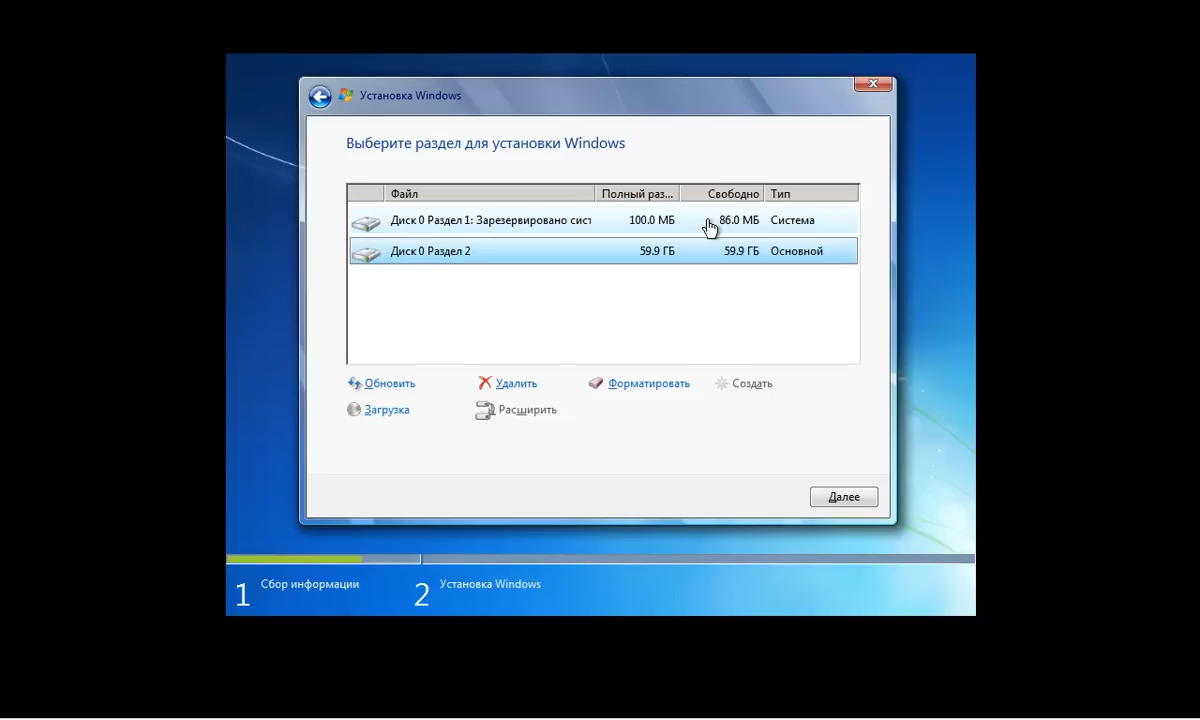 Установка Windows
Выберите раздел для установки Windows
Файл Полный раз... Свободно Тип
Диск 0 Раздел 1: Зарезервировано сист 100.0 МБ 86.0 МБ Система
Диск 0 Раздел 2 59.9 ГБ 59.9 ГБ Основной
Обновить Удалить Форматировать Создать
Загрузка Расширить
Далее
1 Сбор информации 2 Установка Windows